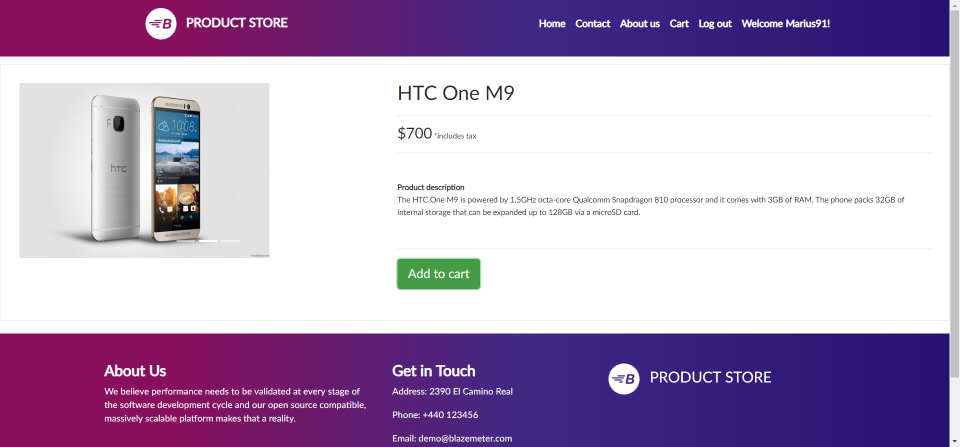 PRODUCT STORE
Home Contact About us Cart Log out Welcome Marius91!
HTC One M9
$700 *includes tax
Product description
The HTC One M9 is powered by 1.5GHz octa-core Qualcomm Snapdragon 810 processor and it comes with 3GB of RAM. The phone packs 32GB of
internal storage that can be expanded up to 128GB via a microSD card.
hTC
10:08
Add to cart
About Us
We believe performance needs to be validated at every stage of
the software development cycle and our open source compatible,
massively scalable platform makes that a reality.
Get in Touch
Address: 2390 El Camino Real
Phone: +440 123456
Email: demo@blazemeter.com
B PRODUCT STORE